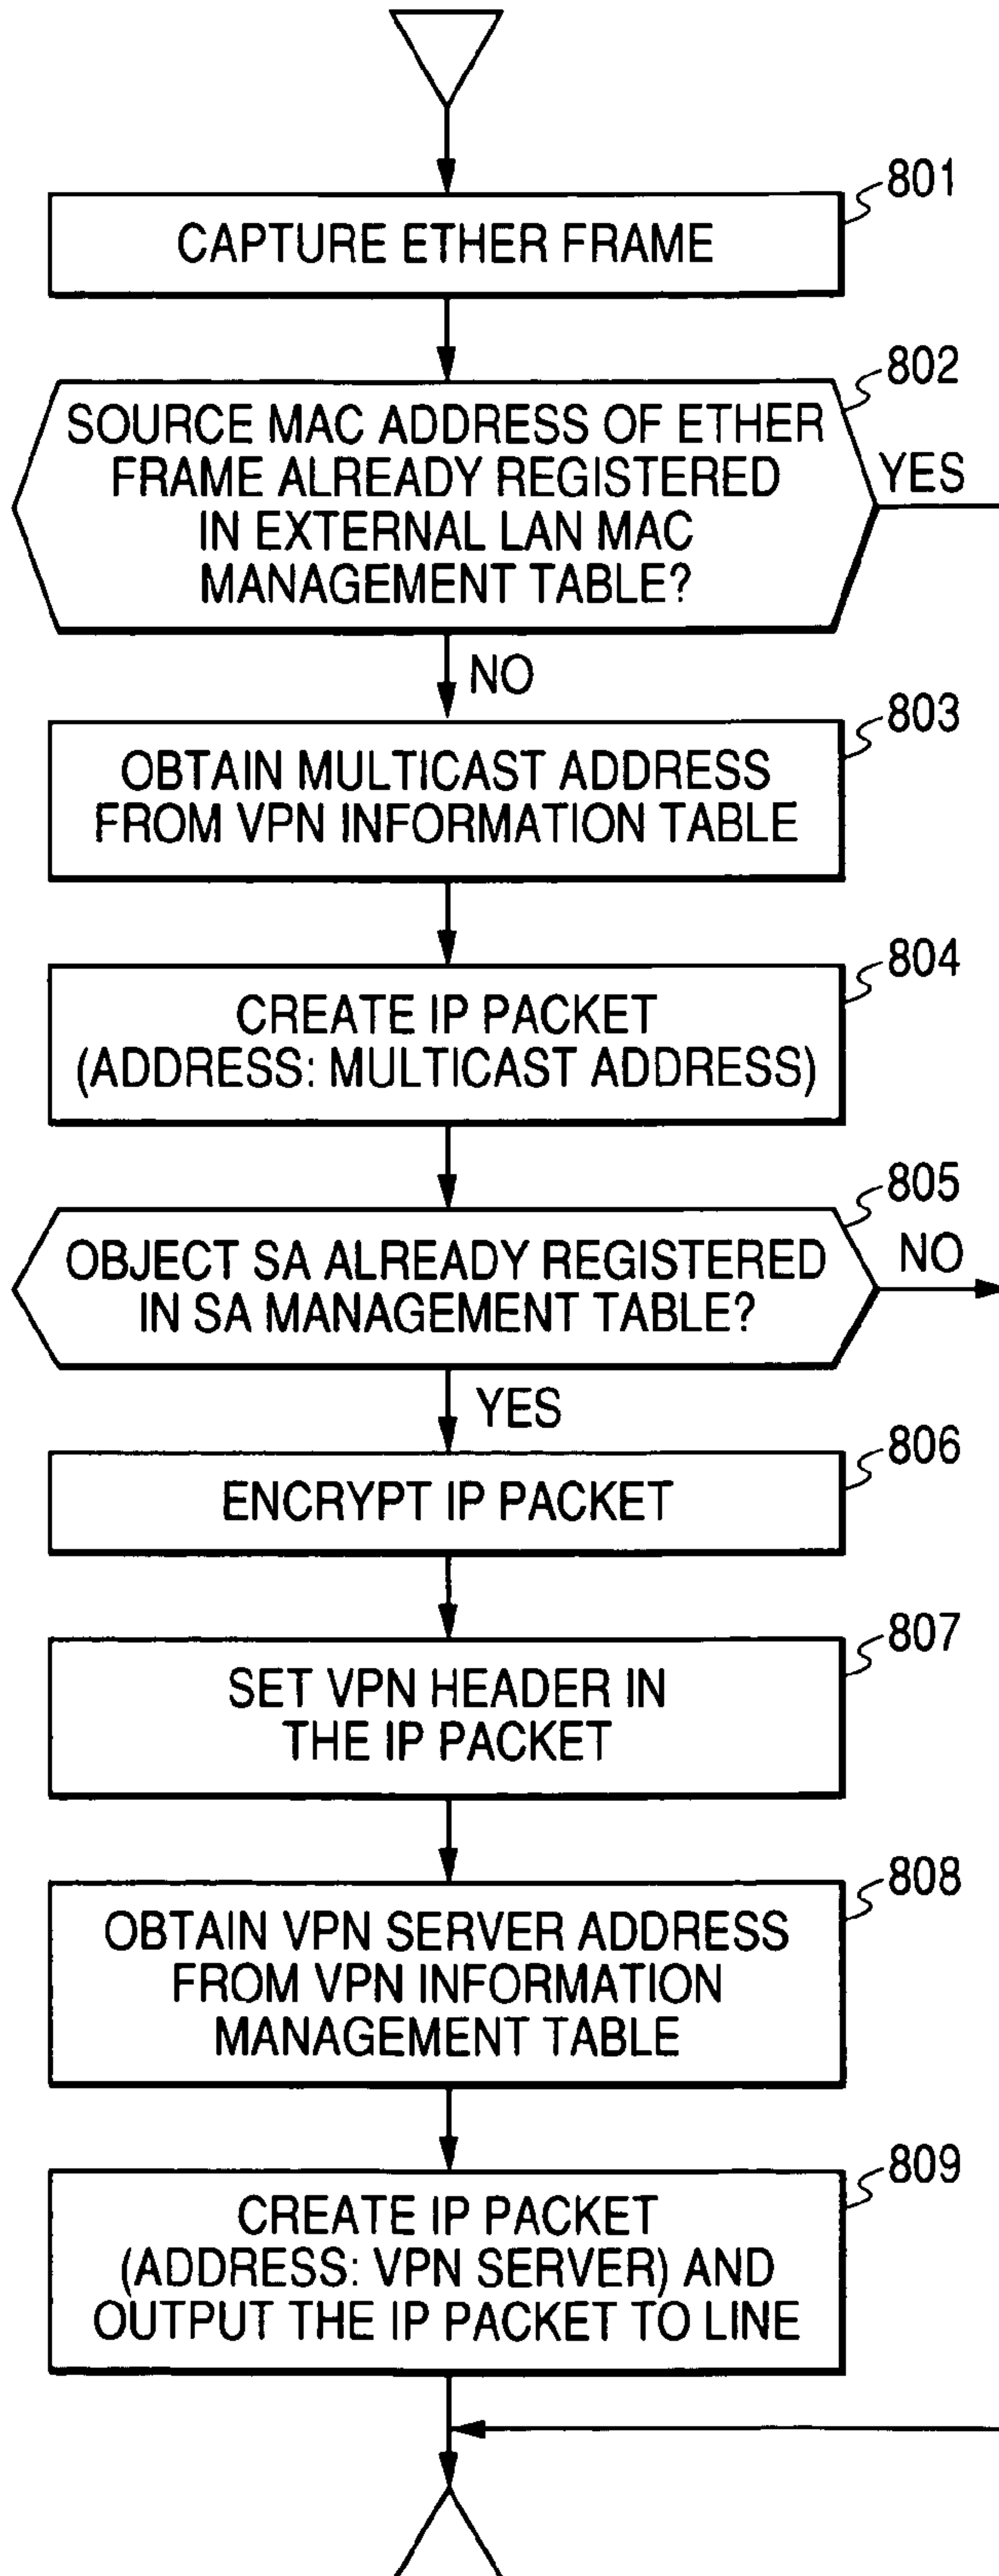 801
CAPTURE ETHER FRAME
802
SOURCE MAC ADDRESS OF ETHER
FRAME ALREADY REGISTERED
IN EXTERNAL LAN MAC
MANAGEMENT TABLE?
YES
NO
803
OBTAIN MULTICAST ADDRESS
FROM VPN INFORMATION TABLE
804
CREATE IP PACKET
(ADDRESS: MULTICAST ADDRESS)
805
OBJECT SA ALREADY REGISTERED
IN SA MANAGEMENT TABLE?
NO
YES
806
ENCRYPT IP PACKET
807
SET VPN HEADER IN
THE IP PACKET
808
OBTAIN VPN SERVER ADDRESS
FROM VPN INFORMATION
MANAGEMENT TABLE
809
CREATE IP PACKET
(ADDRESS: VPN SERVER) AND
OUTPUT THE IP PACKET TO LINE